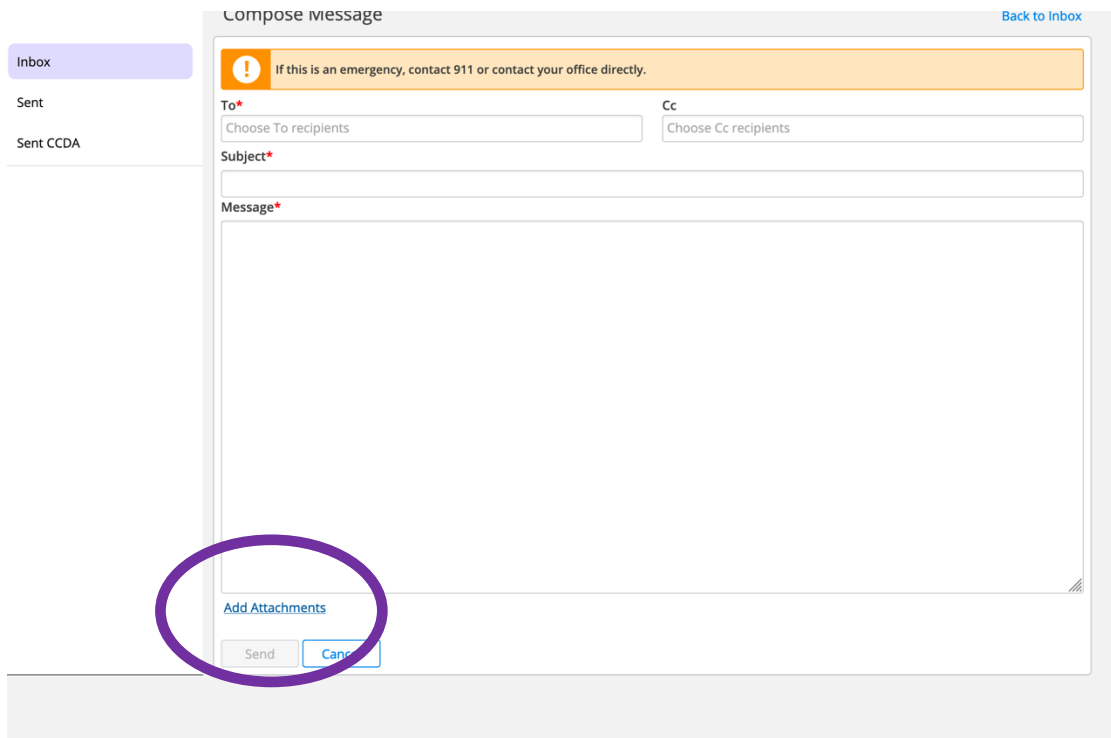 Compose Message
Back to Inbox
Inbox
Sent
Sent CCDA
If this is an emergency, contact 911 or contact your office directly.
To*
Cc
Choose To recipients
Choose Cc recipients
Subject*
Message*
Add Attachments
Send
Cancel